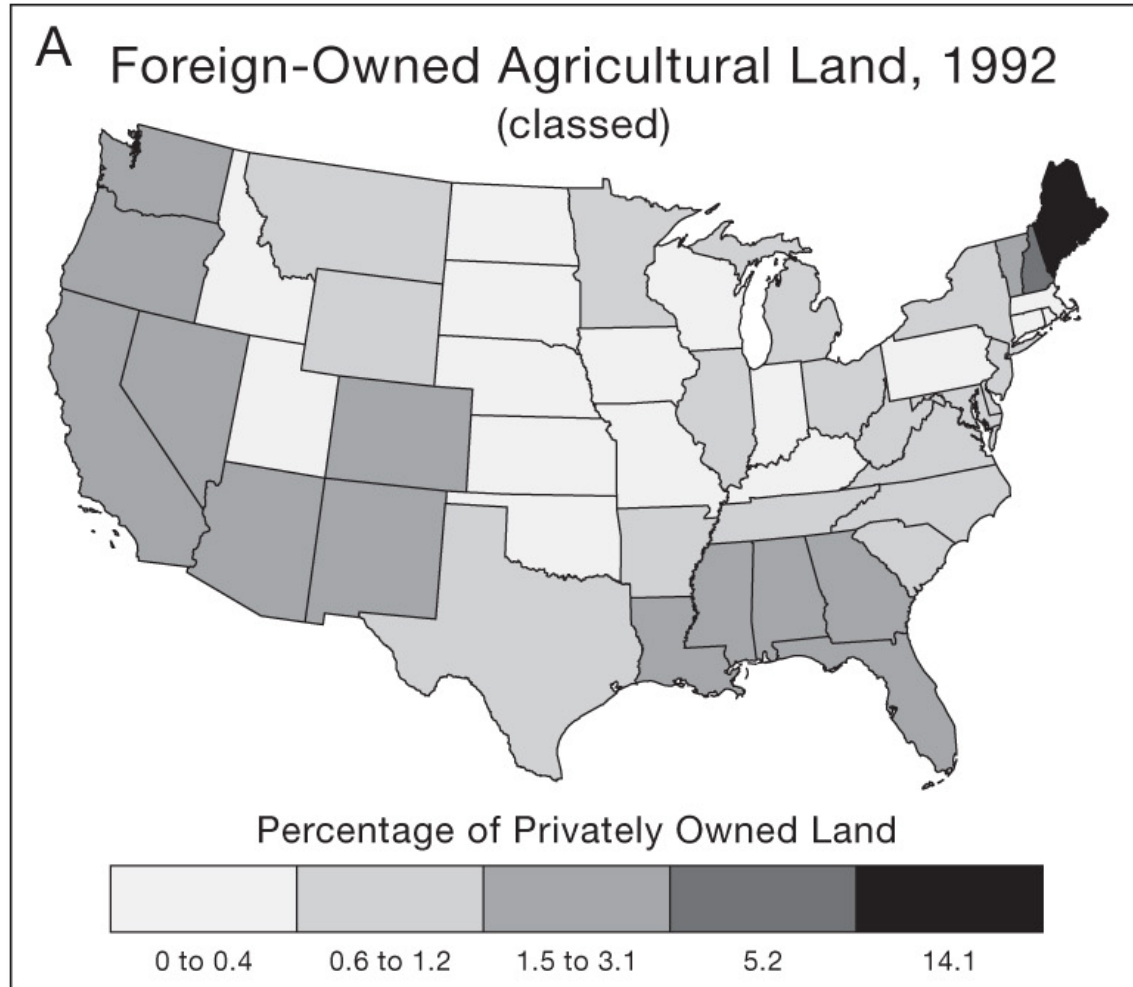 A
Foreign-Owned Agricultural Land, 1992
(classed)
Percentage of Privately Owned Land
0 to 0.4
0.6 to 1.2
1.5 to 3.1
5.2
14.1